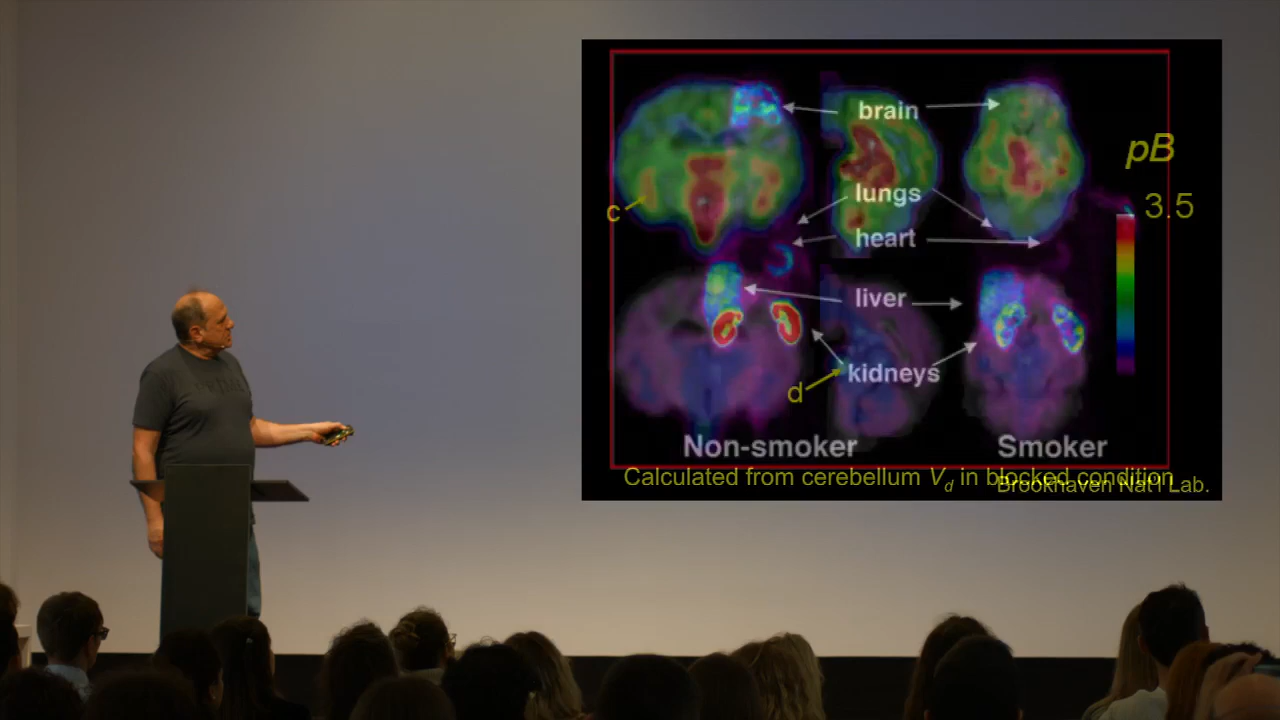 brain
pB
lungs
3.5
c
heart
liver
kidneys
d
Non-smoker Smoker
Calculated from cerebellum Vd in blocked condition
Brookhaven Nat'l Lab.